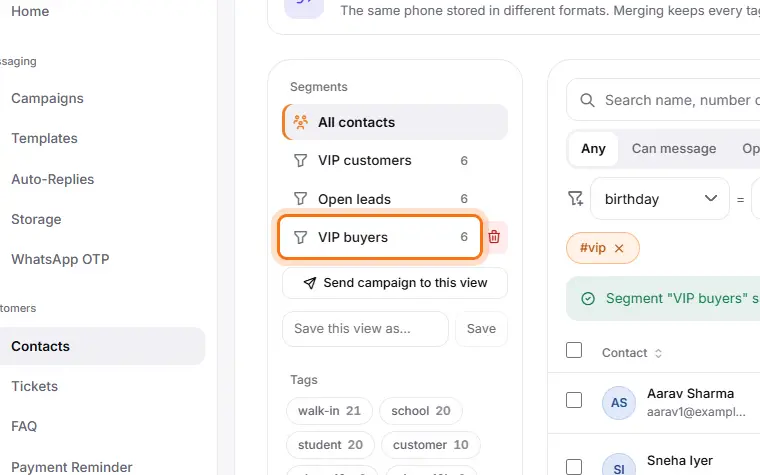 Home
The same phone stored in different formats. Merging keeps every tag
Campaigns
Templates
Auto-Replies
Storage
WhatsApp OTP
Contacts
Tickets
FAQ
Payment Reminder
Segments
All contacts
VIP customers 6
Open leads 6
VIP buyers 6
Send campaign to this view
Save this view as... Save
Tags
walk-in 21 school 20
student 20 customer 10
Search name, number
Any Can message
birthday =
#vip ×
Segment "VIP buyers"
Contact
AS Aarav Sharma
aarav1@exampl...
SI Sneha Iyer